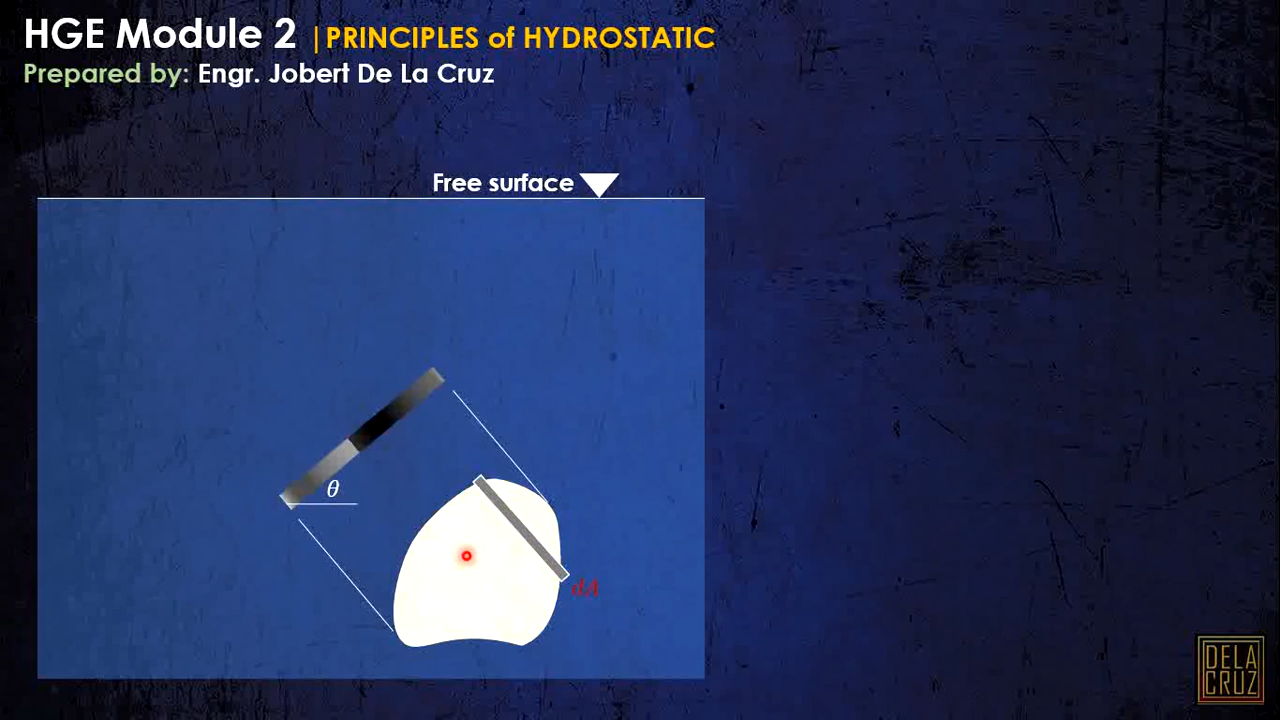 HGE Module 2 | PRINCIPLES of HYDROSTATIC
Prepared by: Engr. Jobert De La Cruz
Free surface
θ
dA
DELA
CRUZ